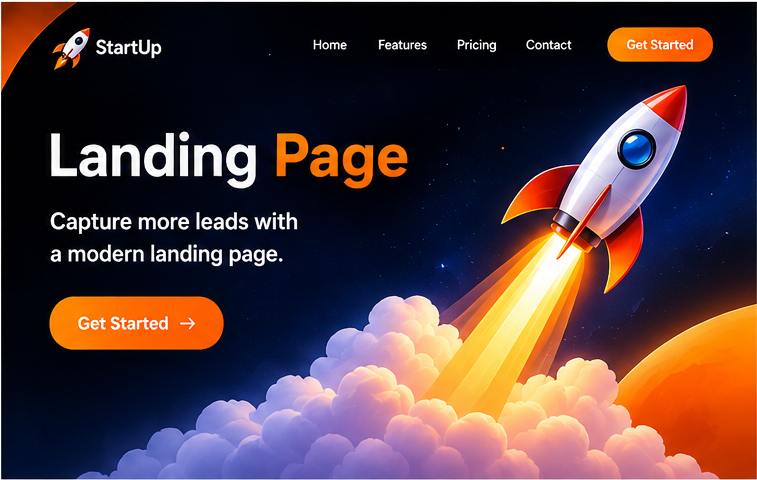 StartUp
Home
Features
Pricing
Contact
Get Started
Landing Page
Capture more leads with
a modern landing page.
Get Started →